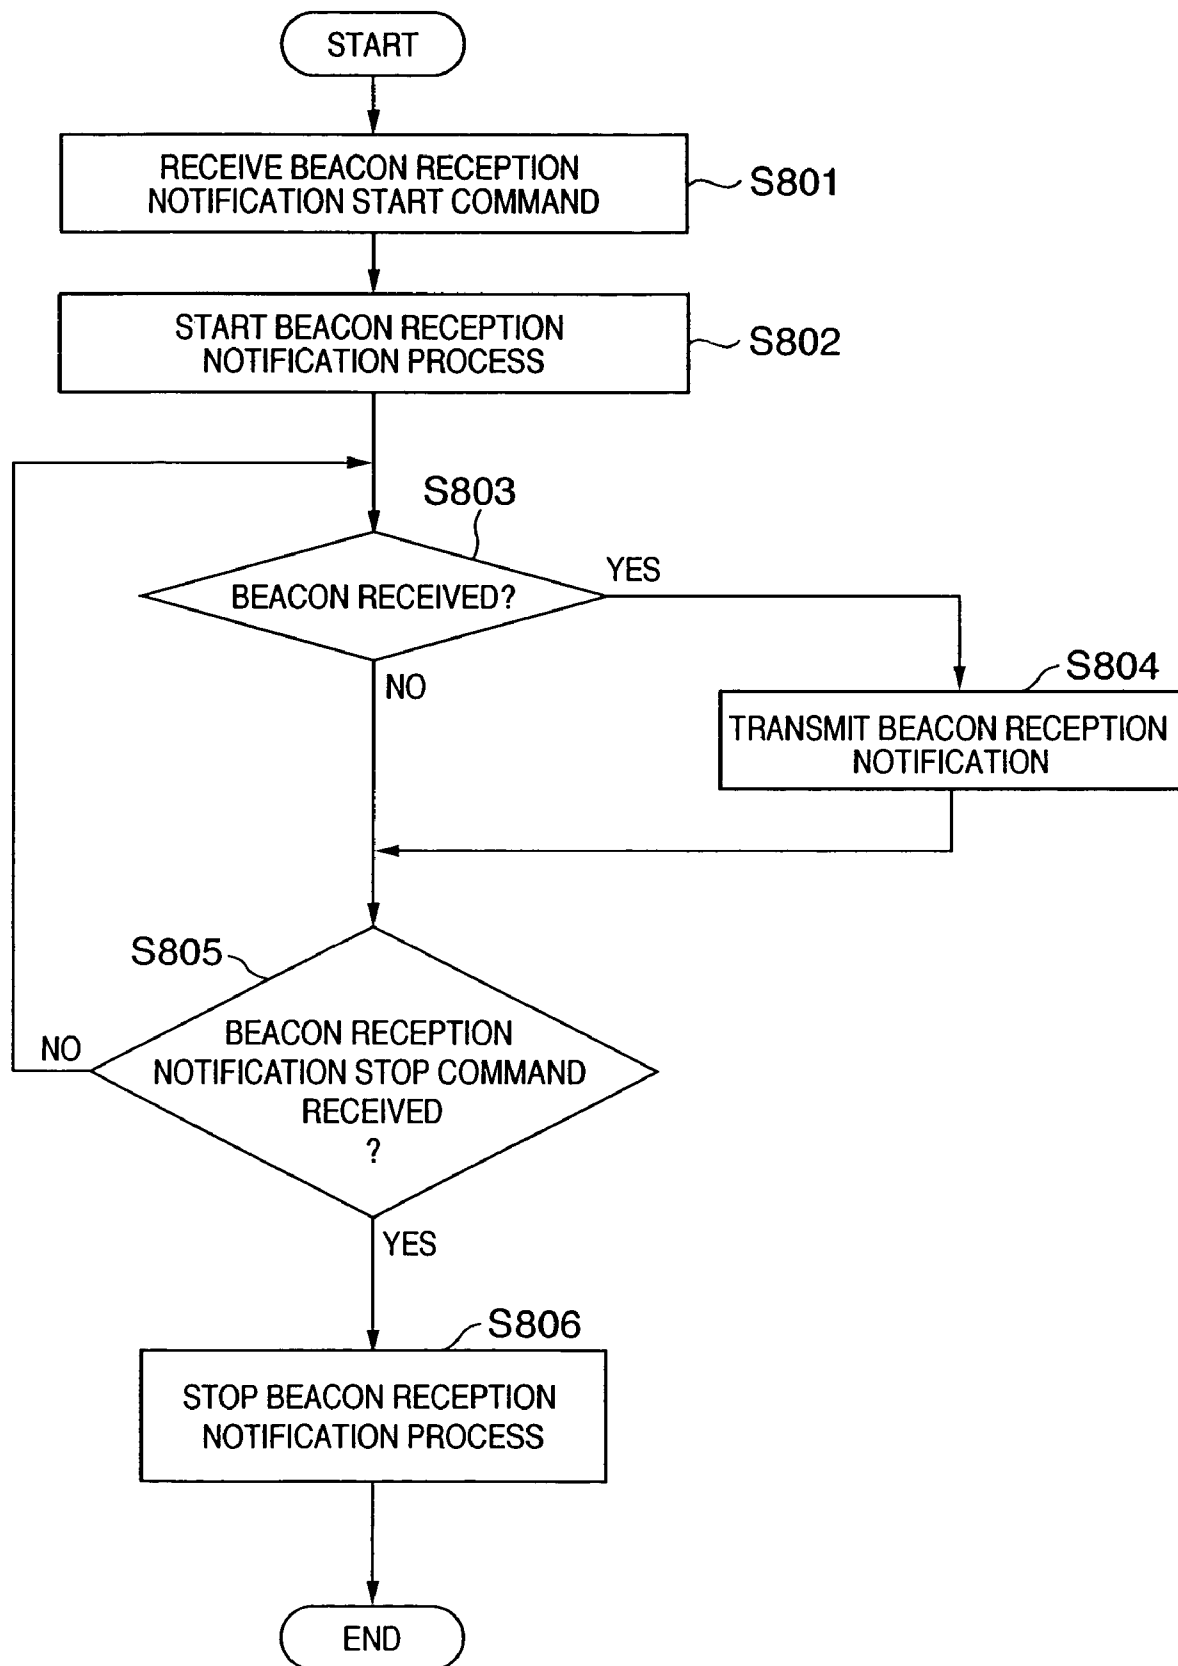 START
RECEIVE BEACON RECEPTION
NOTIFICATION START COMMAND
S801
START BEACON RECEPTION
NOTIFICATION PROCESS
S802
S803
BEACON RECEIVED?
YES
NO
S804
TRANSMIT BEACON RECEPTION
NOTIFICATION
S805
BEACON RECEPTION
NOTIFICATION STOP COMMAND
RECEIVED
?
NO
YES
S806
STOP BEACON RECEPTION
NOTIFICATION PROCESS
END